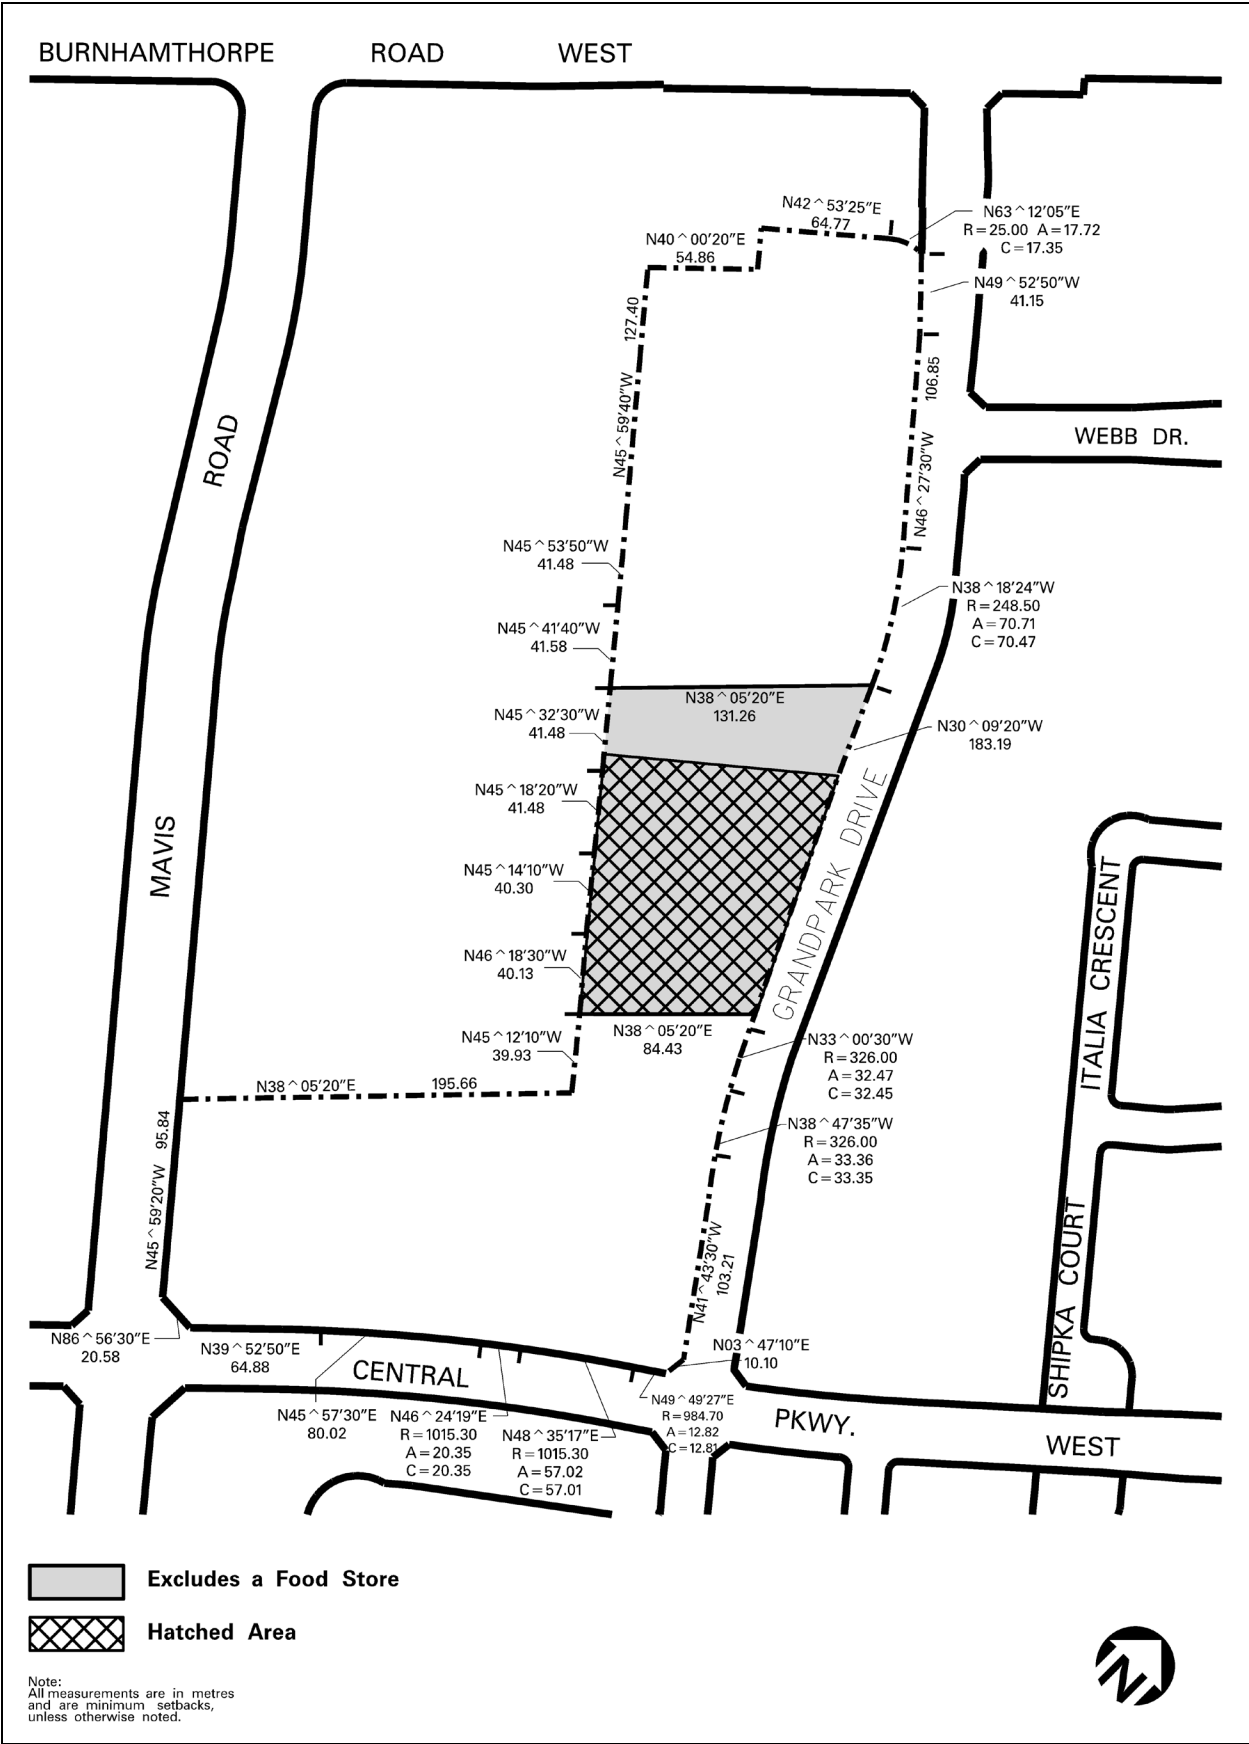 BURNHAMTHORPE ROAD WEST
N42^53'25"E
64.77
N63^12'05"E
R=25.00 A=17.72
C=17.35
N40^00'20"E
54.86
N49^52'50"W
41.15
127.40
N45^59'40"W
106.85
N46^27'30"W
ROAD
WEBB DR.
N45^53'50"W
41.48
N38^18'24"W
R=248.50
A=70.71
C=70.47
N45^41'40"W
41.58
N38^05'20"E
131.26
N45^32'30"W
41.48
N30^09'20"W
183.19
N45^18'20"W
41.48
GRANDPARK DRIVE
MAVIS
N45^14'10"W
40.30
ITALIA CRESCENT
N46^18'30"W
40.13
N38^05'20"E
84.43
N45^12'10"W
39.93
N33^00'30"W
R=326.00
A=32.47
C=32.45
N38^05'20"E 195.66
N38^47'35"W
R=326.00
A=33.36
C=33.35
N45^59'20"W 95.84
N41^43'30"W
103.21
SHIPKA COURT
N86^56'30"E
20.58
N39^52'50"E
64.88
N03^47'10"E
10.10
CENTRAL
N49^49'27"E
R=984.70
A=12.82
C=12.81
N45^57'30"E
80.02
N46^24'19"E
R=1015.30
A=20.35
C=20.35
N48^35'17"E
R=1015.30
A=57.02
C=57.01
PKWY.
WEST
Excludes a Food Store
Hatched Area
Note:
All measurements are in metres
and are minimum setbacks,
unless otherwise noted.
N